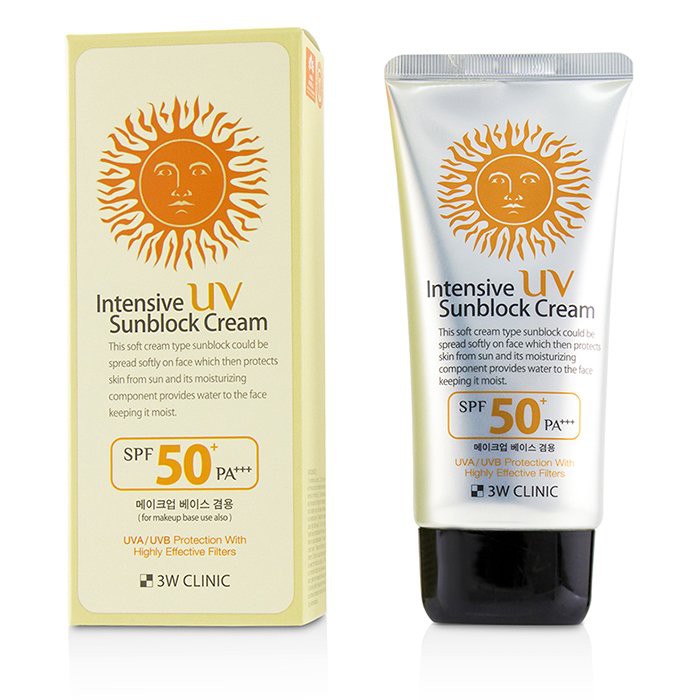 Intensive UV
Sunblock Cream
This soft cream type sunblock could be
spread softly on face which then protects
skin from sun and its moisturizing
component provides water to the face
keeping it moist.
SPF 50+ PA+++
메이크업 베이스 겸용
( for makeup base use also )
UVA / UVB Protection With
Highly Effective Filters
3W CLINIC
Intensive UV
Sunblock Cream
This soft cream type sunblock could be
spread softly on face which then protects
skin from sun and its moisturizing
component provides water to the face
keeping it moist.
SPF 50+ PA+++
메이크업 베이스 겸용
UVA / UVB Protection With
Highly Effective Filters
3W CLINIC